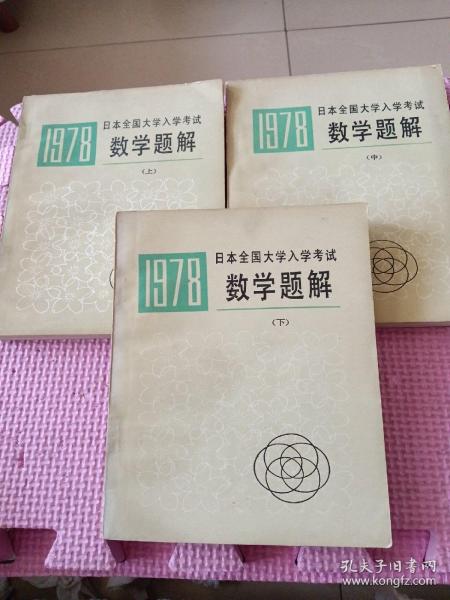 1978
日本全国大学入学考试
数学题解
(上)
1978
日本全国大学入学考试
数学题解
(中)
1978
日本全国大学入学考试
数学题解
(下)
孔夫子旧书网
www.kongfz.com